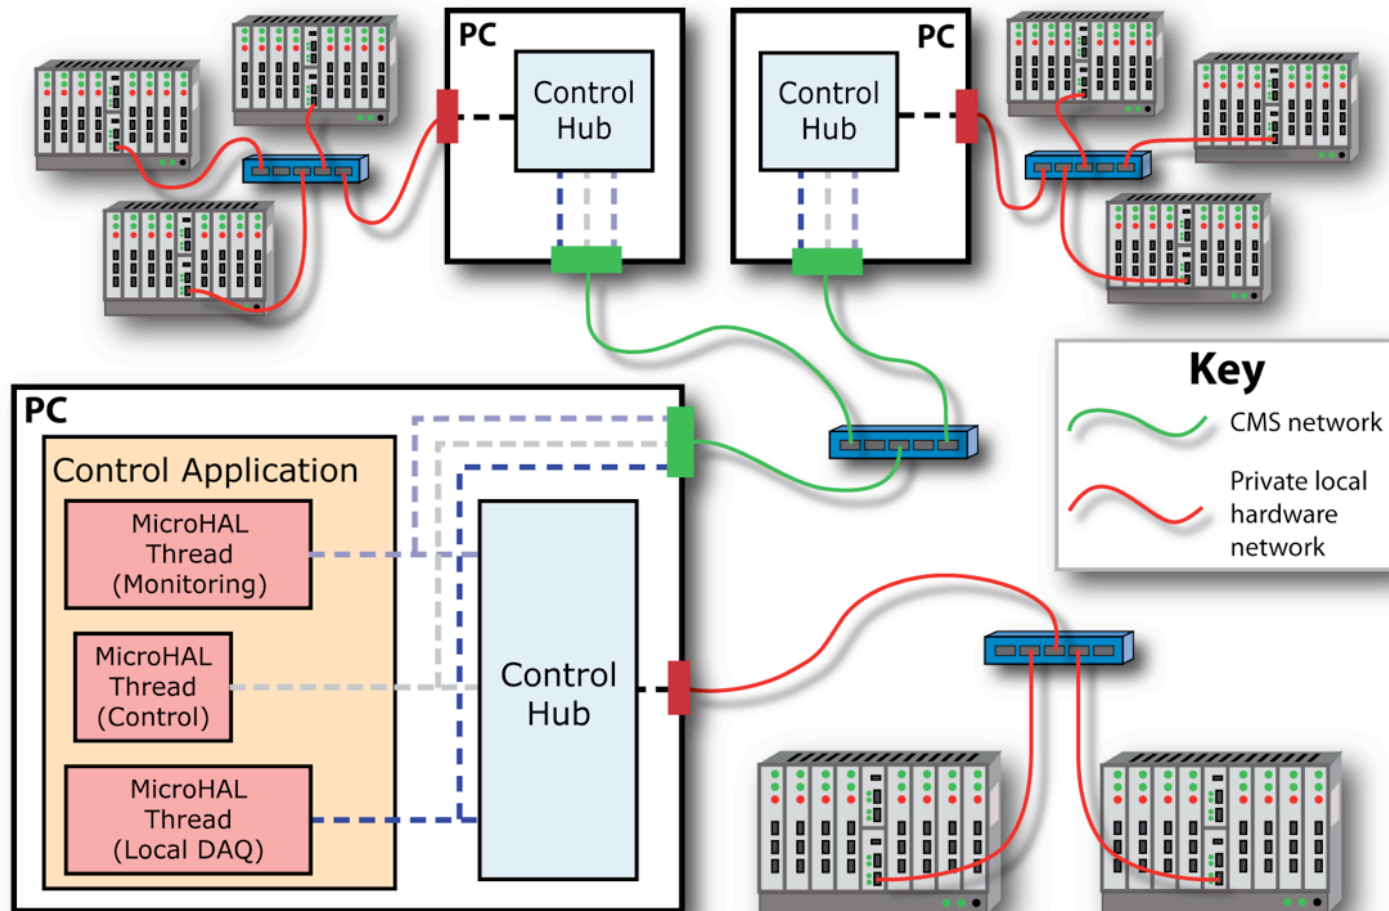 PC
Control
Hub
PC
Control
Hub
Key
CMS network
Private local
hardware
network
PC
Control Application
MicroHAL
Thread
(Monitoring)
MicroHAL
Thread
(Control)
MicroHAL
Thread
(Local DAQ)
Control
Hub